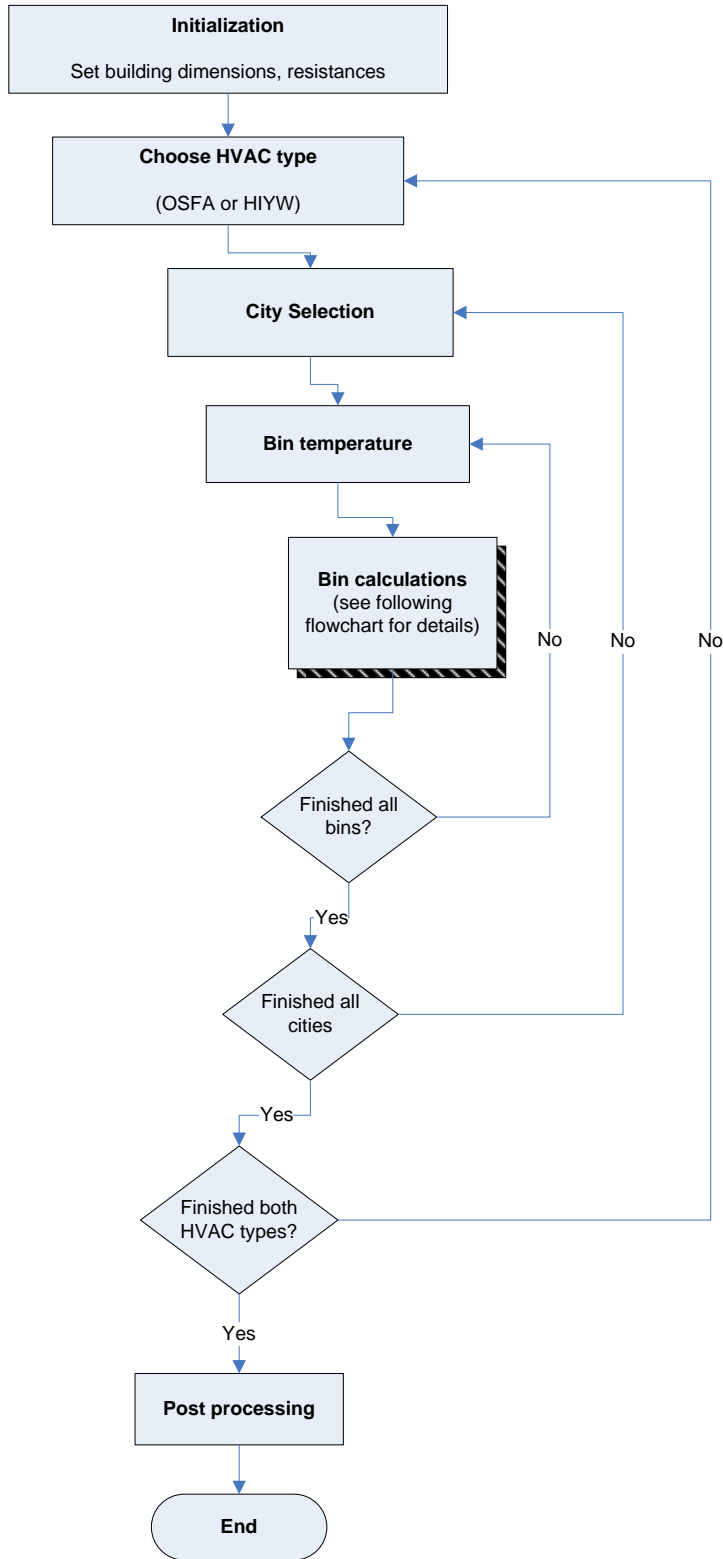 Initialization
Set building dimensions, resistances
Choose HVAC type
(OSFA or HIYW)
City Selection
Bin temperature
Bin calculations
(see following
flowchart for details)
No
No
No
Finished all
bins?
Yes
Finished all
cities
Yes
Finished both
HVAC types?
Yes
Post processing
End